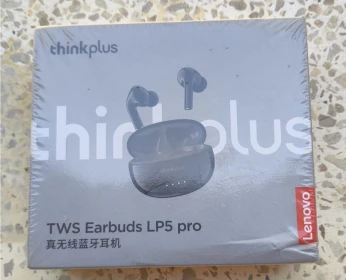 thinkplus
thinkplus
TWS Earbuds LP5 pro
真无线蓝牙耳机
Lenovo